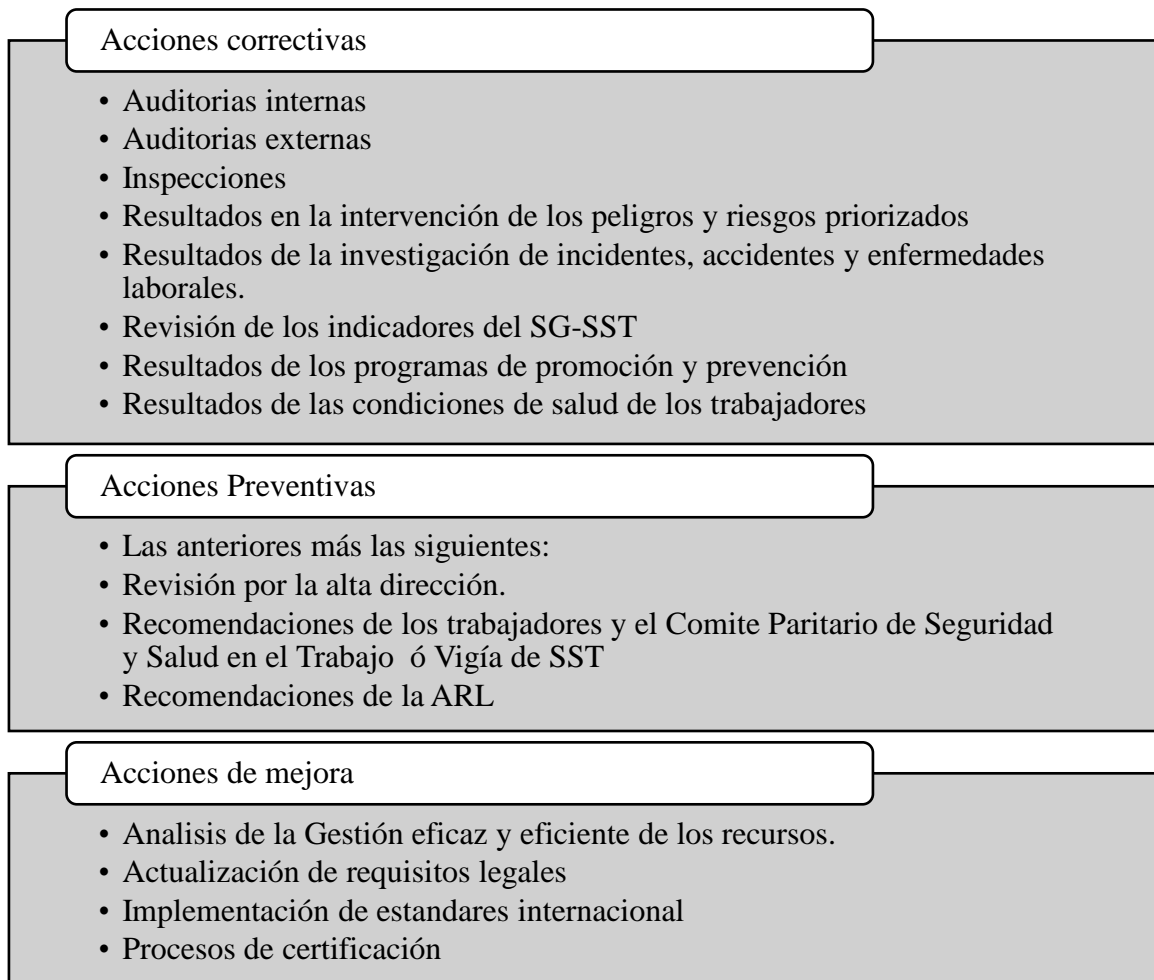 Acciones correctivas
• Auditorias internas
• Auditorias externas
• Inspecciones
• Resultados en la intervención de los peligros y riesgos priorizados
• Resultados de la investigación de incidentes, accidentes y enfermedades
laborales.
• Revisión de los indicadores del SG-SST
• Resultados de los programas de promoción y prevención
• Resultados de las condiciones de salud de los trabajadores
Acciones Preventivas
• Las anteriores más las siguientes:
• Revisión por la alta dirección.
• Recomendaciones de los trabajadores y el Comite Paritario de Seguridad
y Salud en el Trabajo ó Vigía de SST
• Recomendaciones de la ARL
Acciones de mejora
• Analisis de la Gestión eficaz y eficiente de los recursos.
• Actualización de requisitos legales
• Implementación de estandares internacional
• Procesos de certificación